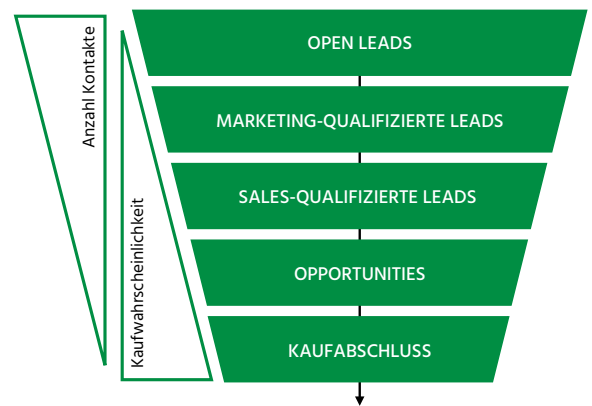 Anzahl Kontakte
Kaufwahrscheinlichkeit
OPEN LEADS
MARKETING-QUALIFIZIERTE LEADS
SALES-QUALIFIZIERTE LEADS
OPPORTUNITIES
KAUFABSCHLUSS